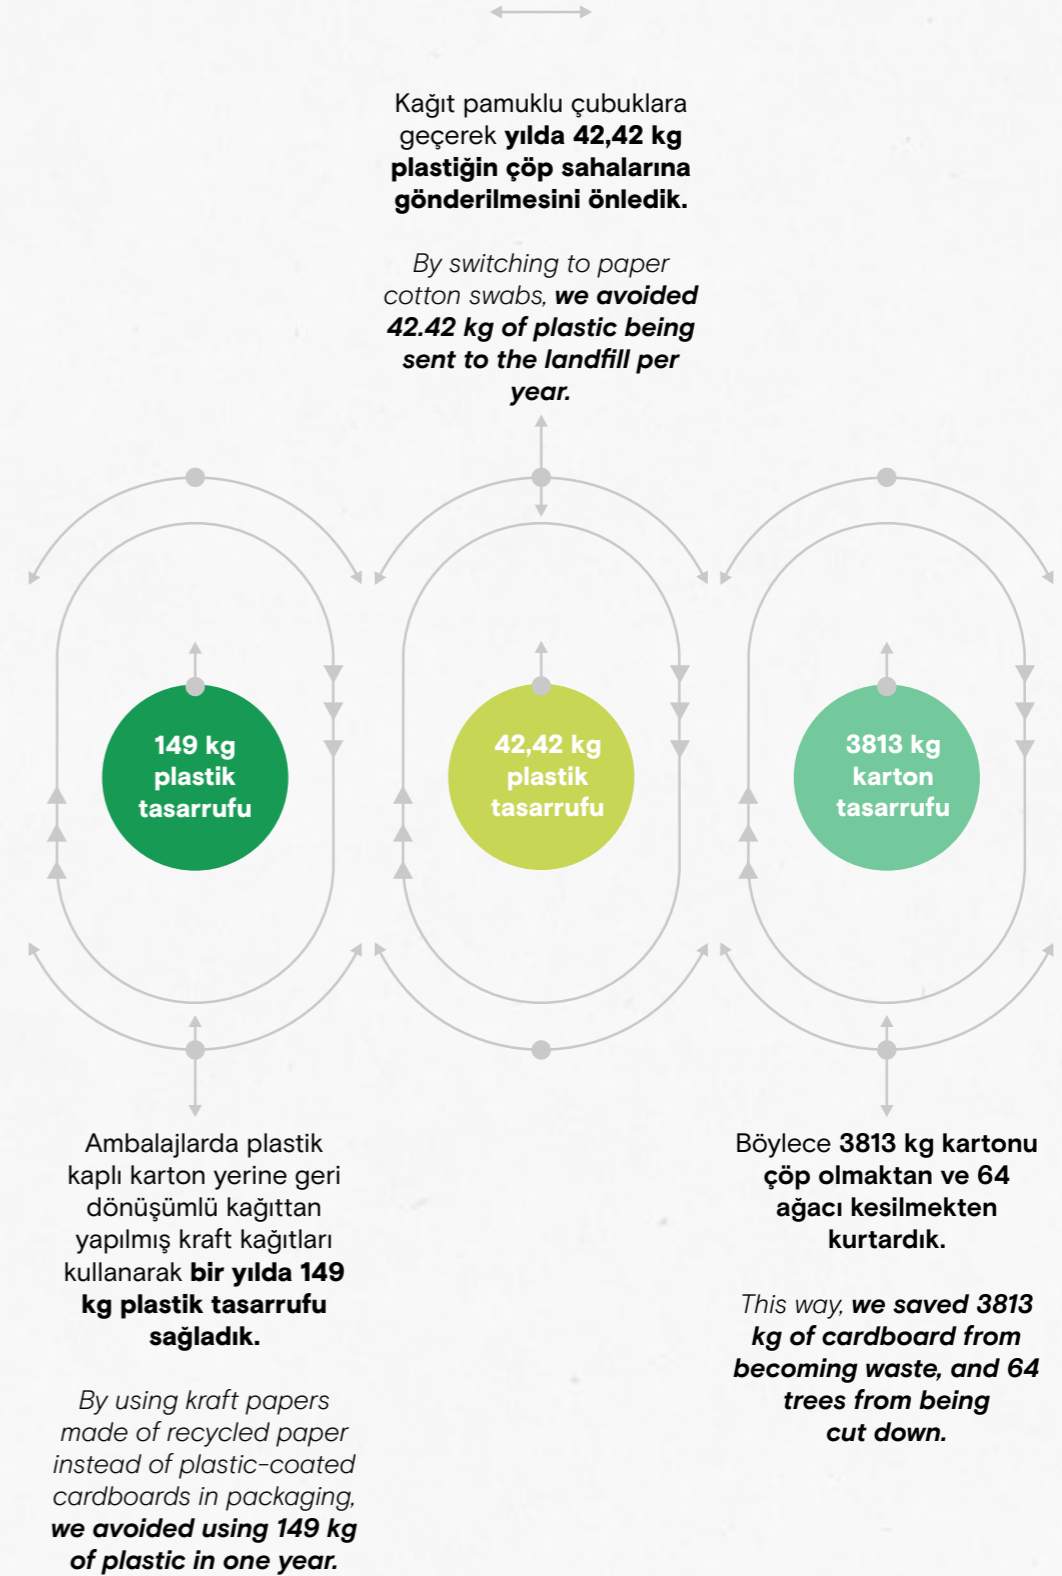 Kağıt pamuklu çubuklara
geçerek yılda 42,42 kg
plastiğin çöp sahalarına
gönderilmesini önledik.
By switching to paper
cotton swabs, we avoided
42.42 kg of plastic being
sent to the landfill per
year.
149 kg
plastik
tasarrufu
42,42 kg
plastik
tasarrufu
3813 kg
karton
tasarrufu
Ambalajlarda plastik
kaplı karton yerine geri
dönüşümlü kağıttan
yapılmış kraft kağıtları
kullanarak bir yılda 149
kg plastik tasarrufu
sağladık.
By using kraft papers
made of recycled paper
instead of plastic-coated
cardboards in packaging,
we avoided using 149 kg
of plastic in one year.
Böylece 3813 kg kartonu
çöp olmaktan ve 64
ağacı kesilmekten
kurtardık.
This way, we saved 3813
kg of cardboard from
becoming waste, and 64
trees from being
cut down.